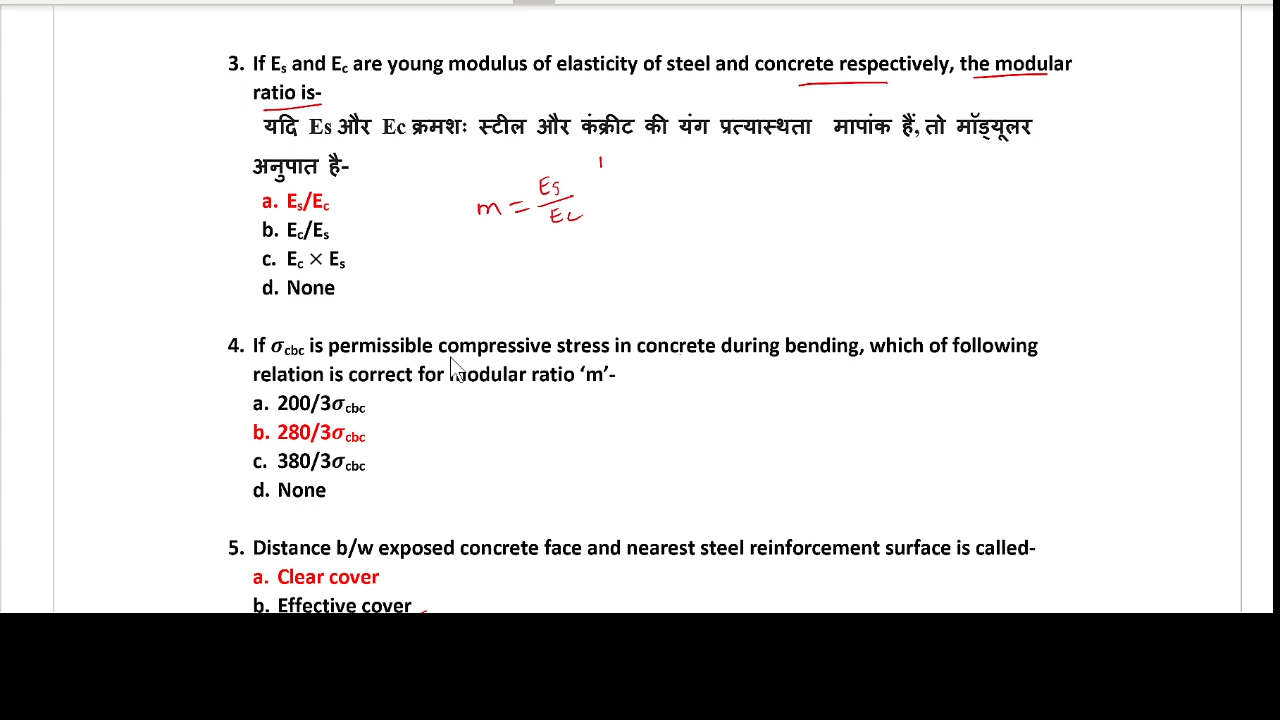 3. If Es and Ec are young modulus of elasticity of steel and concrete respectively, the modular
ratio is-
यदि Es और Ec क्रमशः स्टील और कंक्रीट की यंग प्रत्यास्थता मापांक हैं, तो मॉड्यूलर
अनुपात है-
a. Es/Ec
m = Es/Ec
b. Ec/Es
c. Ec × Es
d. None
4. If σcbc is permissible compressive stress in concrete during bending, which of following
relation is correct for modular ratio ‘m’-
a. 200/3σcbc
b. 280/3σcbc
c. 380/3σcbc
d. None
5. Distance b/w exposed concrete face and nearest steel reinforcement surface is called-
a. Clear cover
b. Effective cover